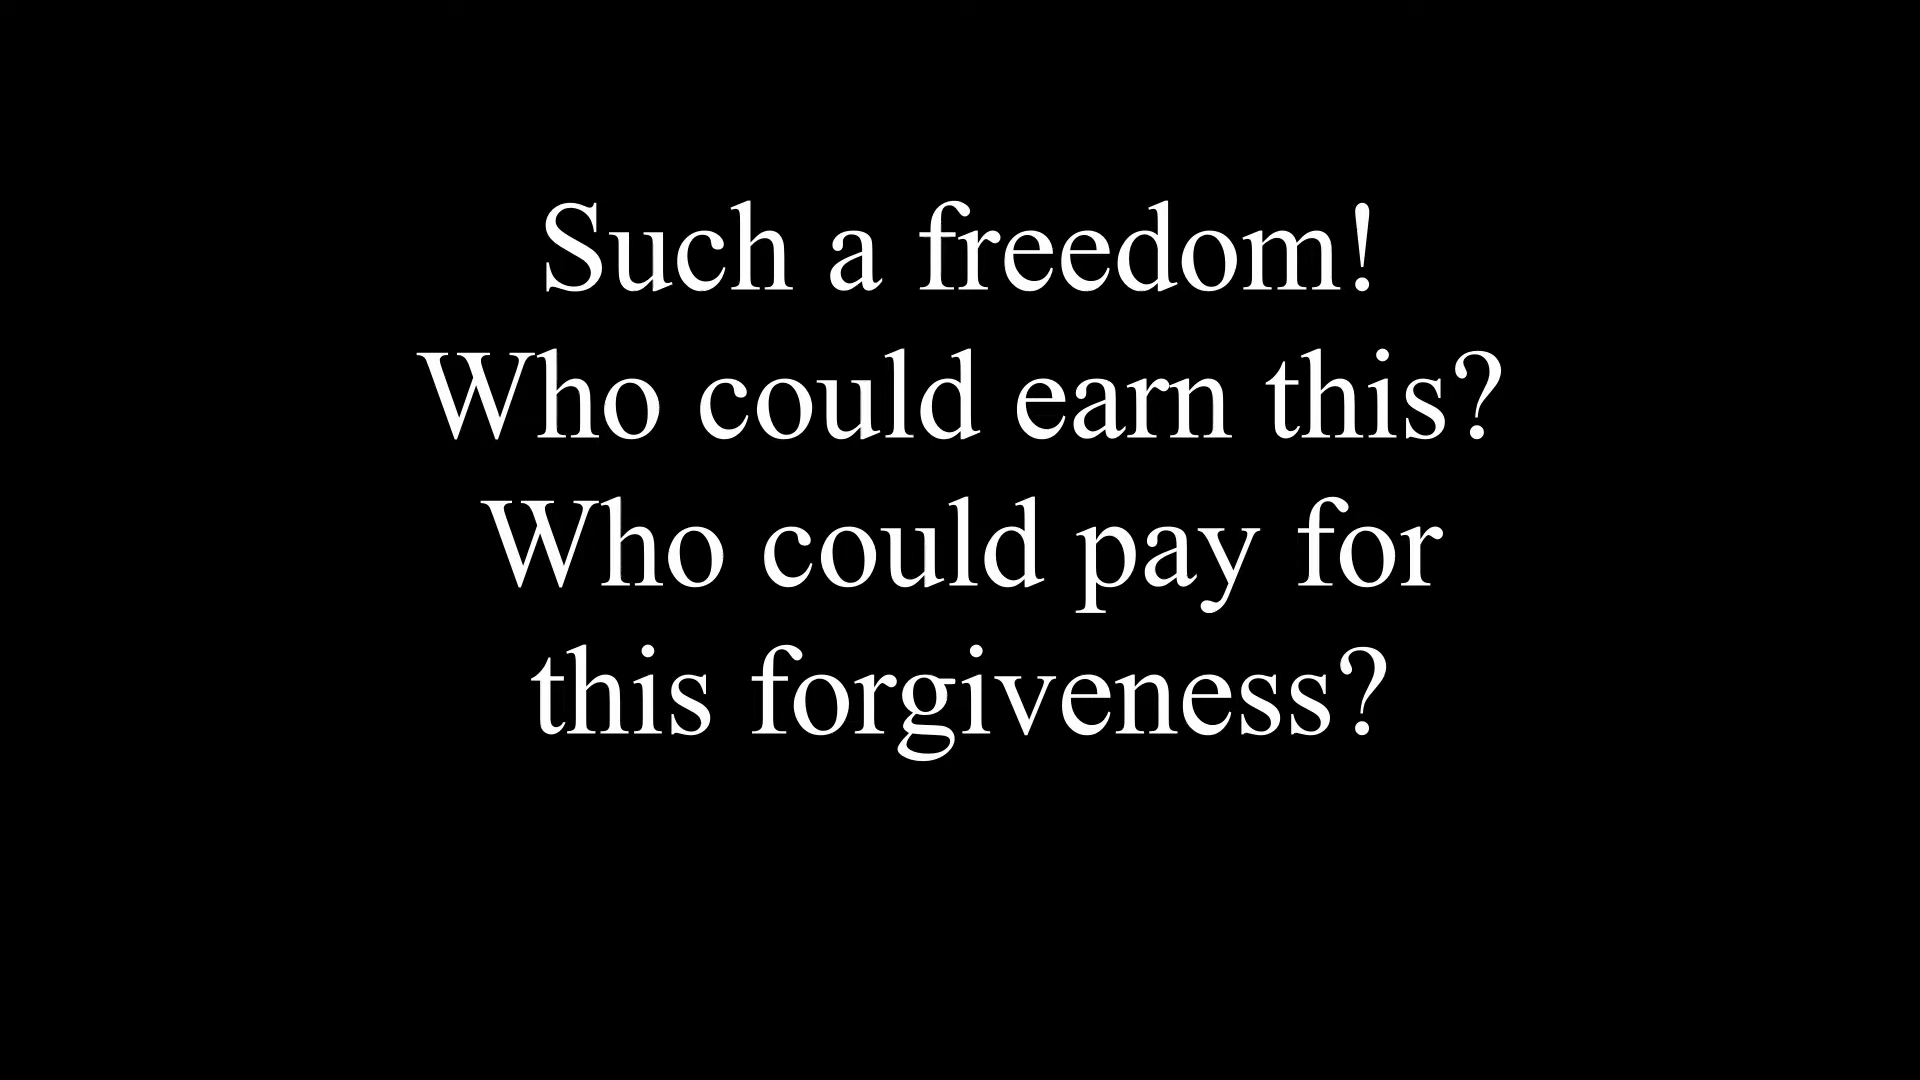 Such a freedom!
Who could earn this?
Who could pay for
this forgiveness?